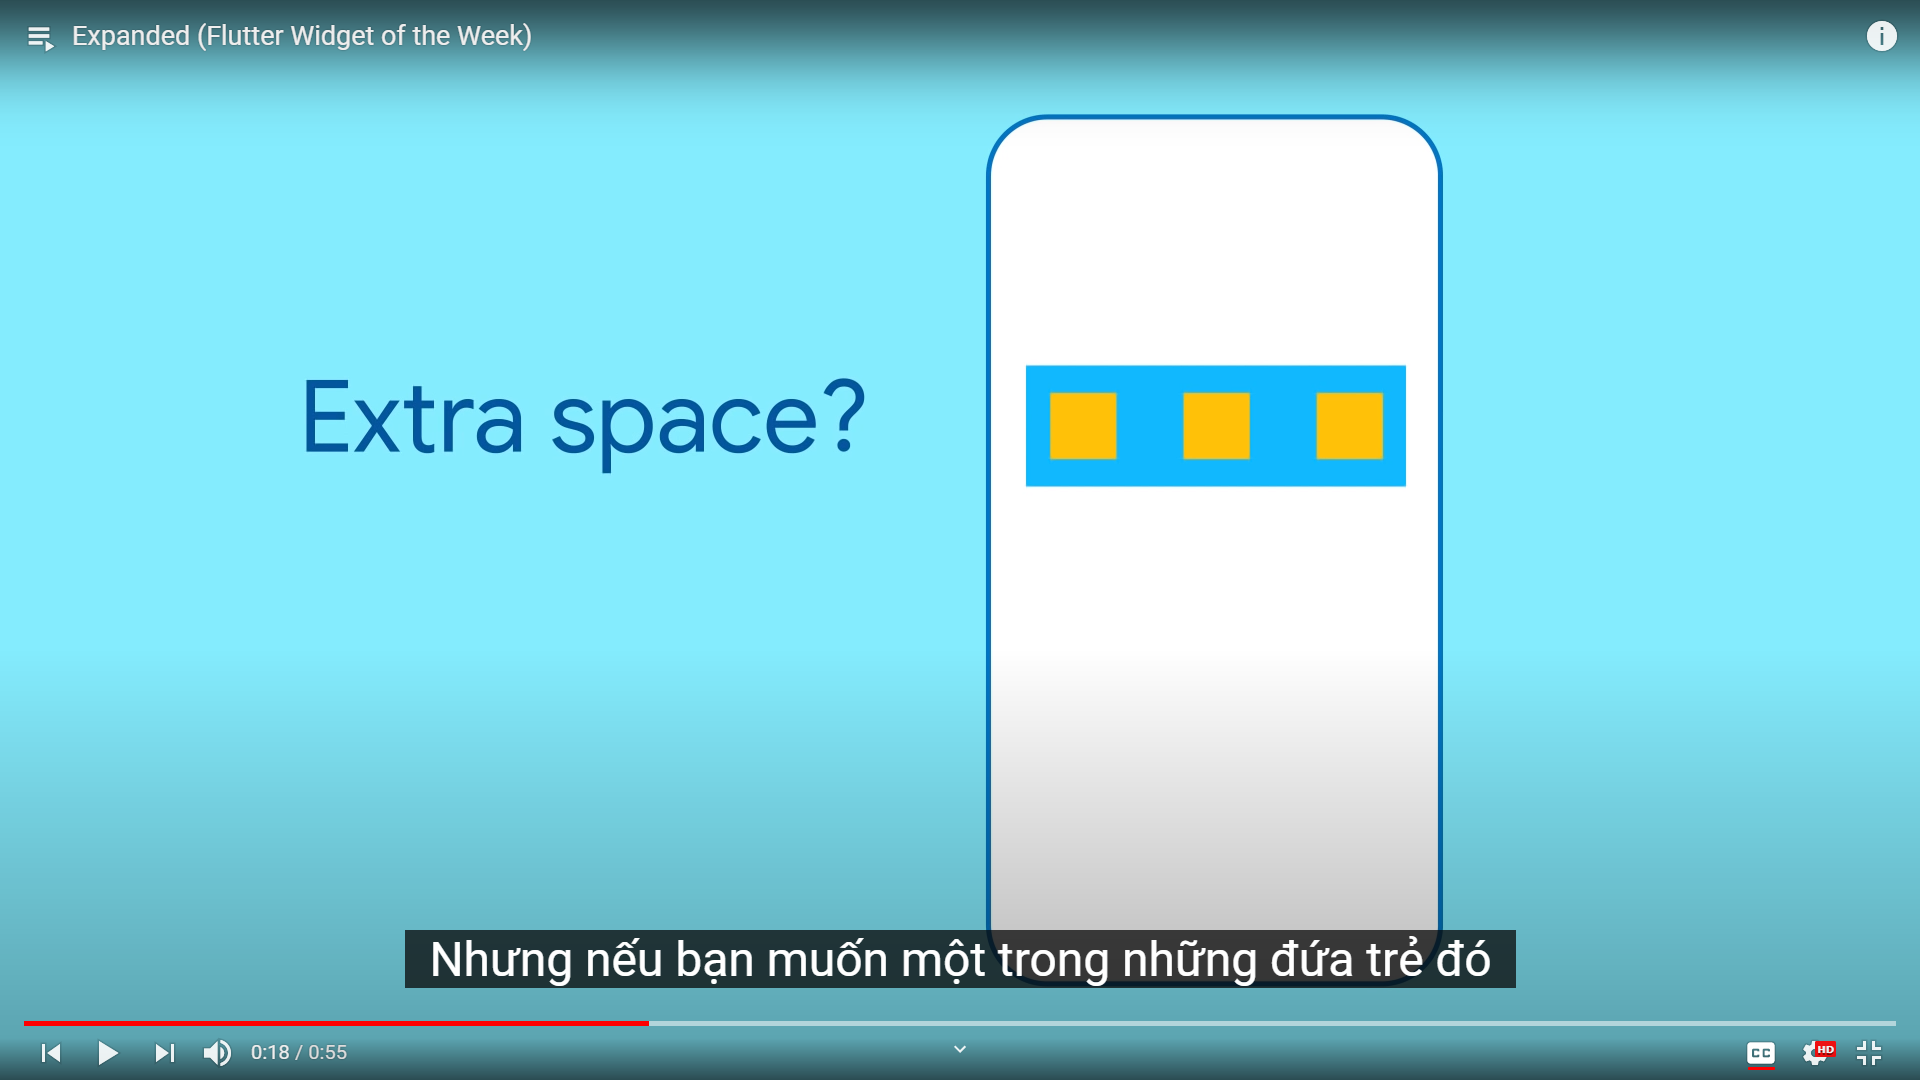 Expanded (Flutter Widget of the Week)
Extra space?
Nhưng nếu bạn muốn một trong những đứa trẻ đó
0:18 / 0:55
CC
HD